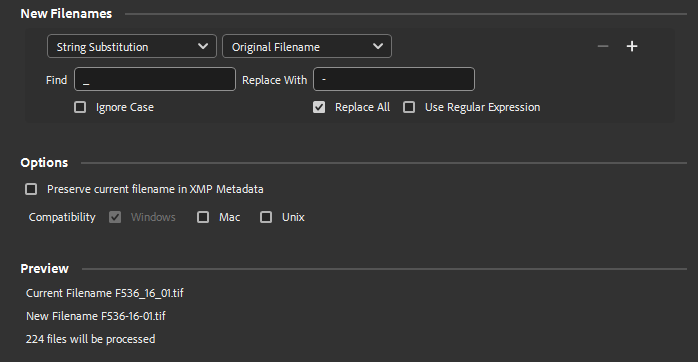 New Filenames
String Substitution Original Filename
Find _ Replace With -
Ignore Case Replace All Use Regular Expression
Options
Preserve current filename in XMP Metadata
Compatibility Windows Mac Unix
Preview
Current Filename F536_16_01.tif
New Filename F536-16-01.tif
224 files will be processed